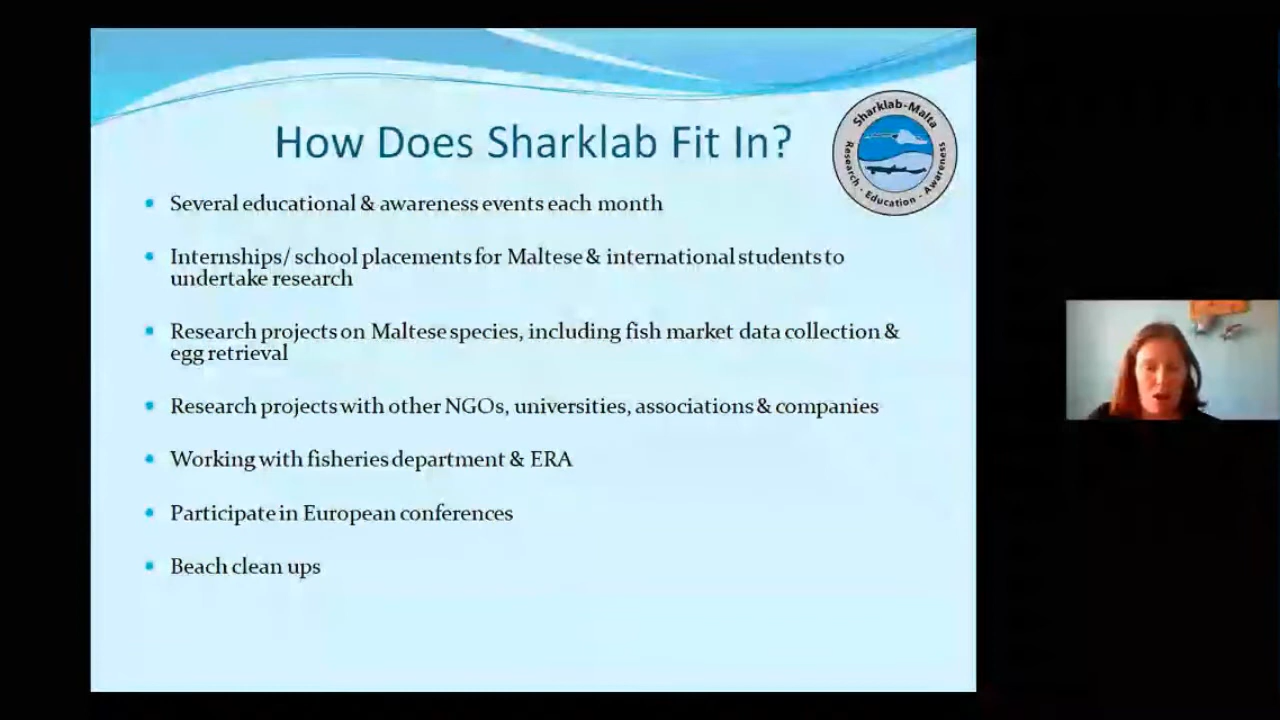 How Does Sharklab Fit In?
Sharklab-Malta
Research - Education - Awareness
• Several educational & awareness events each month
• Internships/ school placements for Maltese & international students to
undertake research
• Research projects on Maltese species, including fish market data collection &
egg retrieval
• Research projects with other NGOs, universities, associations & companies
• Working with fisheries department & ERA
• Participate in European conferences
• Beach clean ups